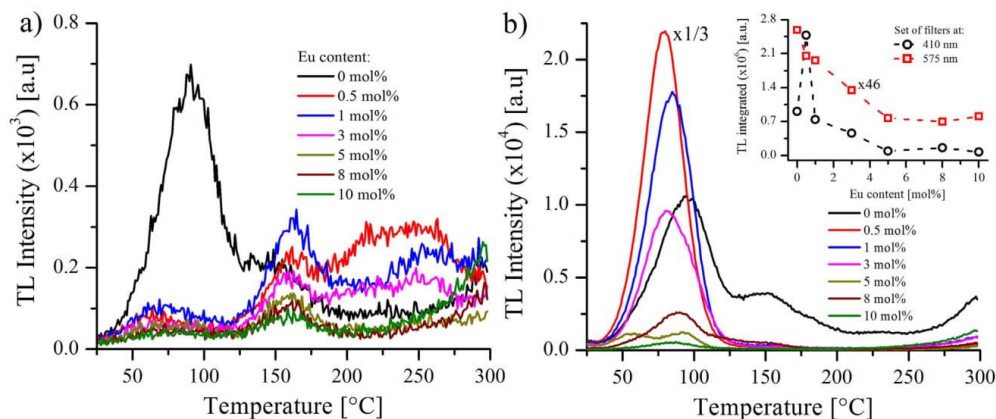 a)
TL Intensity (x10³) [a.u]
0.8
0.6
0.4
0.2
0.0
Eu content:
0 mol%
0.5 mol%
1 mol%
3 mol%
5 mol%
8 mol%
10 mol%
50 100 150 200 250 300
Temperature [°C]
b)
TL Intensity (x10⁴) [a.u]
2.0
1.5
1.0
0.5
0.0
x1/3
TL integrated (x10⁶) [a.u.]
2.8
2.1
1.4
0.7
0.0
Set of filters at:
410 nm
575 nm
x46
0 2 4 6 8 10
Eu content [mol%]
0 mol%
0.5 mol%
1 mol%
3 mol%
5 mol%
8 mol%
10 mol%
50 100 150 200 250 300
Temperature [°C]